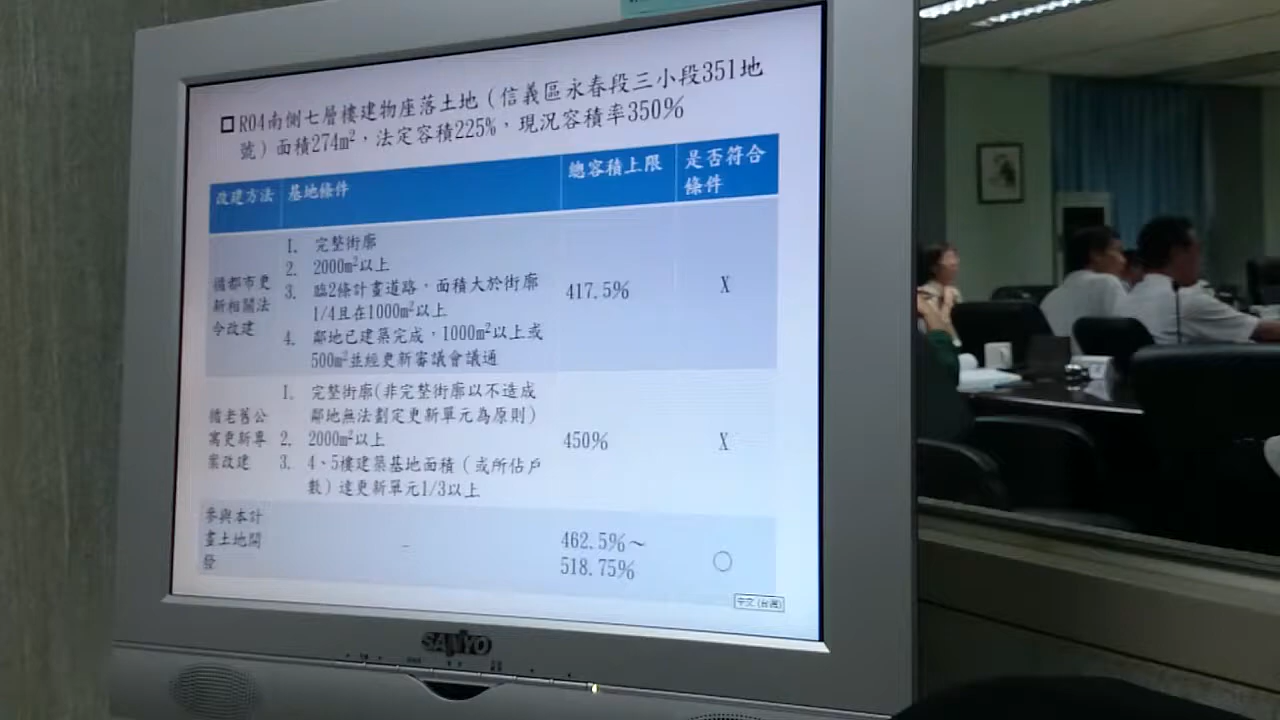 □ R04南側七層樓建物座落土地（信義區永春段三小段351地
號）面積274m²，法定容積225%，現況容積率350%
改建方法
基地條件
總容積上限
是否符合
條件
循都市更
新相關法
令改建
1. 完整街廓
2. 2000m²以上
3. 臨2條計畫道路，面積大於街廓
1/4且在1000m²以上
4. 鄰地已建築完成，1000m²以上或
500m²並經更新審議會議通
417.5%
X
循老舊公
寓更新專
案改建
1. 完整街廓(非完整街廓以不造成
鄰地無法劃定更新單元為原則)
2. 2000m²以上
3. 4、5樓建築基地面積（或所佔戶
數）達更新單元1/3以上
450%
X
參與本計
畫土地開
發
-
462.5%~
518.75%
○
中文 (台灣)
SANYO